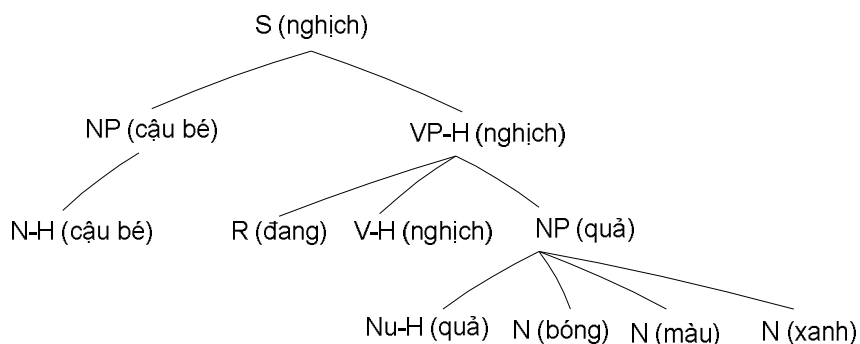 S (nghịch)
NP (cậu bé) VP-H (nghịch)
N-H (cậu bé) R (đang) V-H (nghịch) NP (quả)
Nu-H (quả) N (bóng) N (màu) N (xanh)